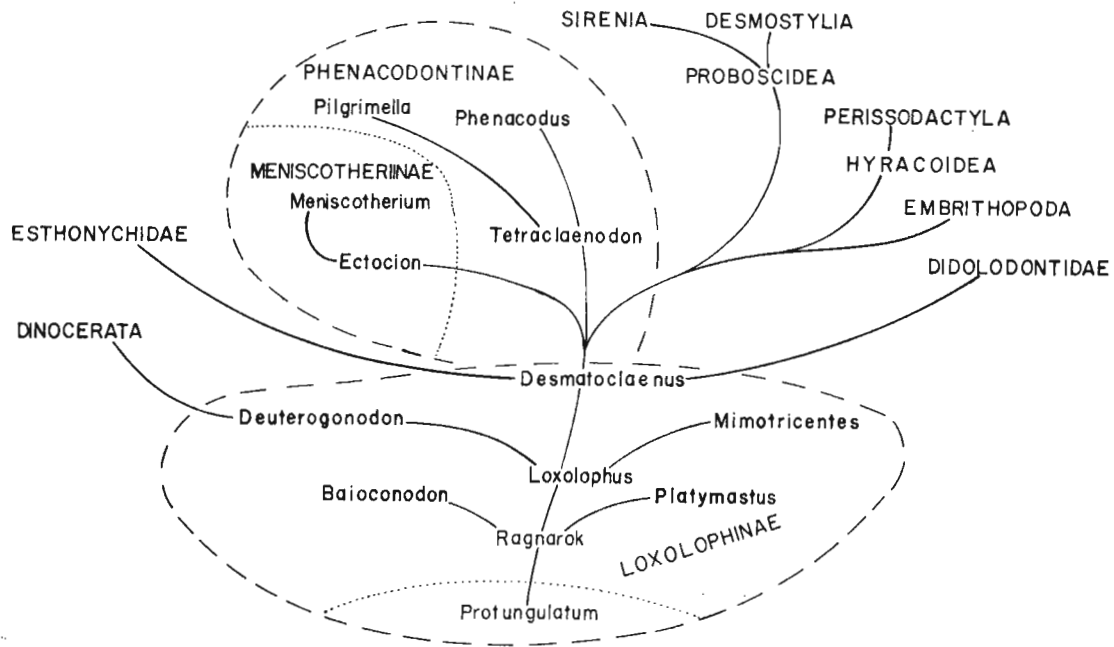 SIRENIA
DESMOSTYLIA
PHENACODONTINAE
PROBOSCIDEA
Pilgrimella
Phenacodus
PERISSODACTYLA
MENISCOTHERIINAE
HYRACOIDEA
Meniscotherium
EMBRITHOPODA
ESTHONYCHIDAE
Tetraclaenodon
Ectocion
DIDOLODONTIDAE
DINOCERATA
Desmatoclaenus
Deuterogonodon
Mimotricentes
Loxolophus
Baioconodon
Platymastus
Ragnarok
LOXOLOPHINAE
Protungulatum